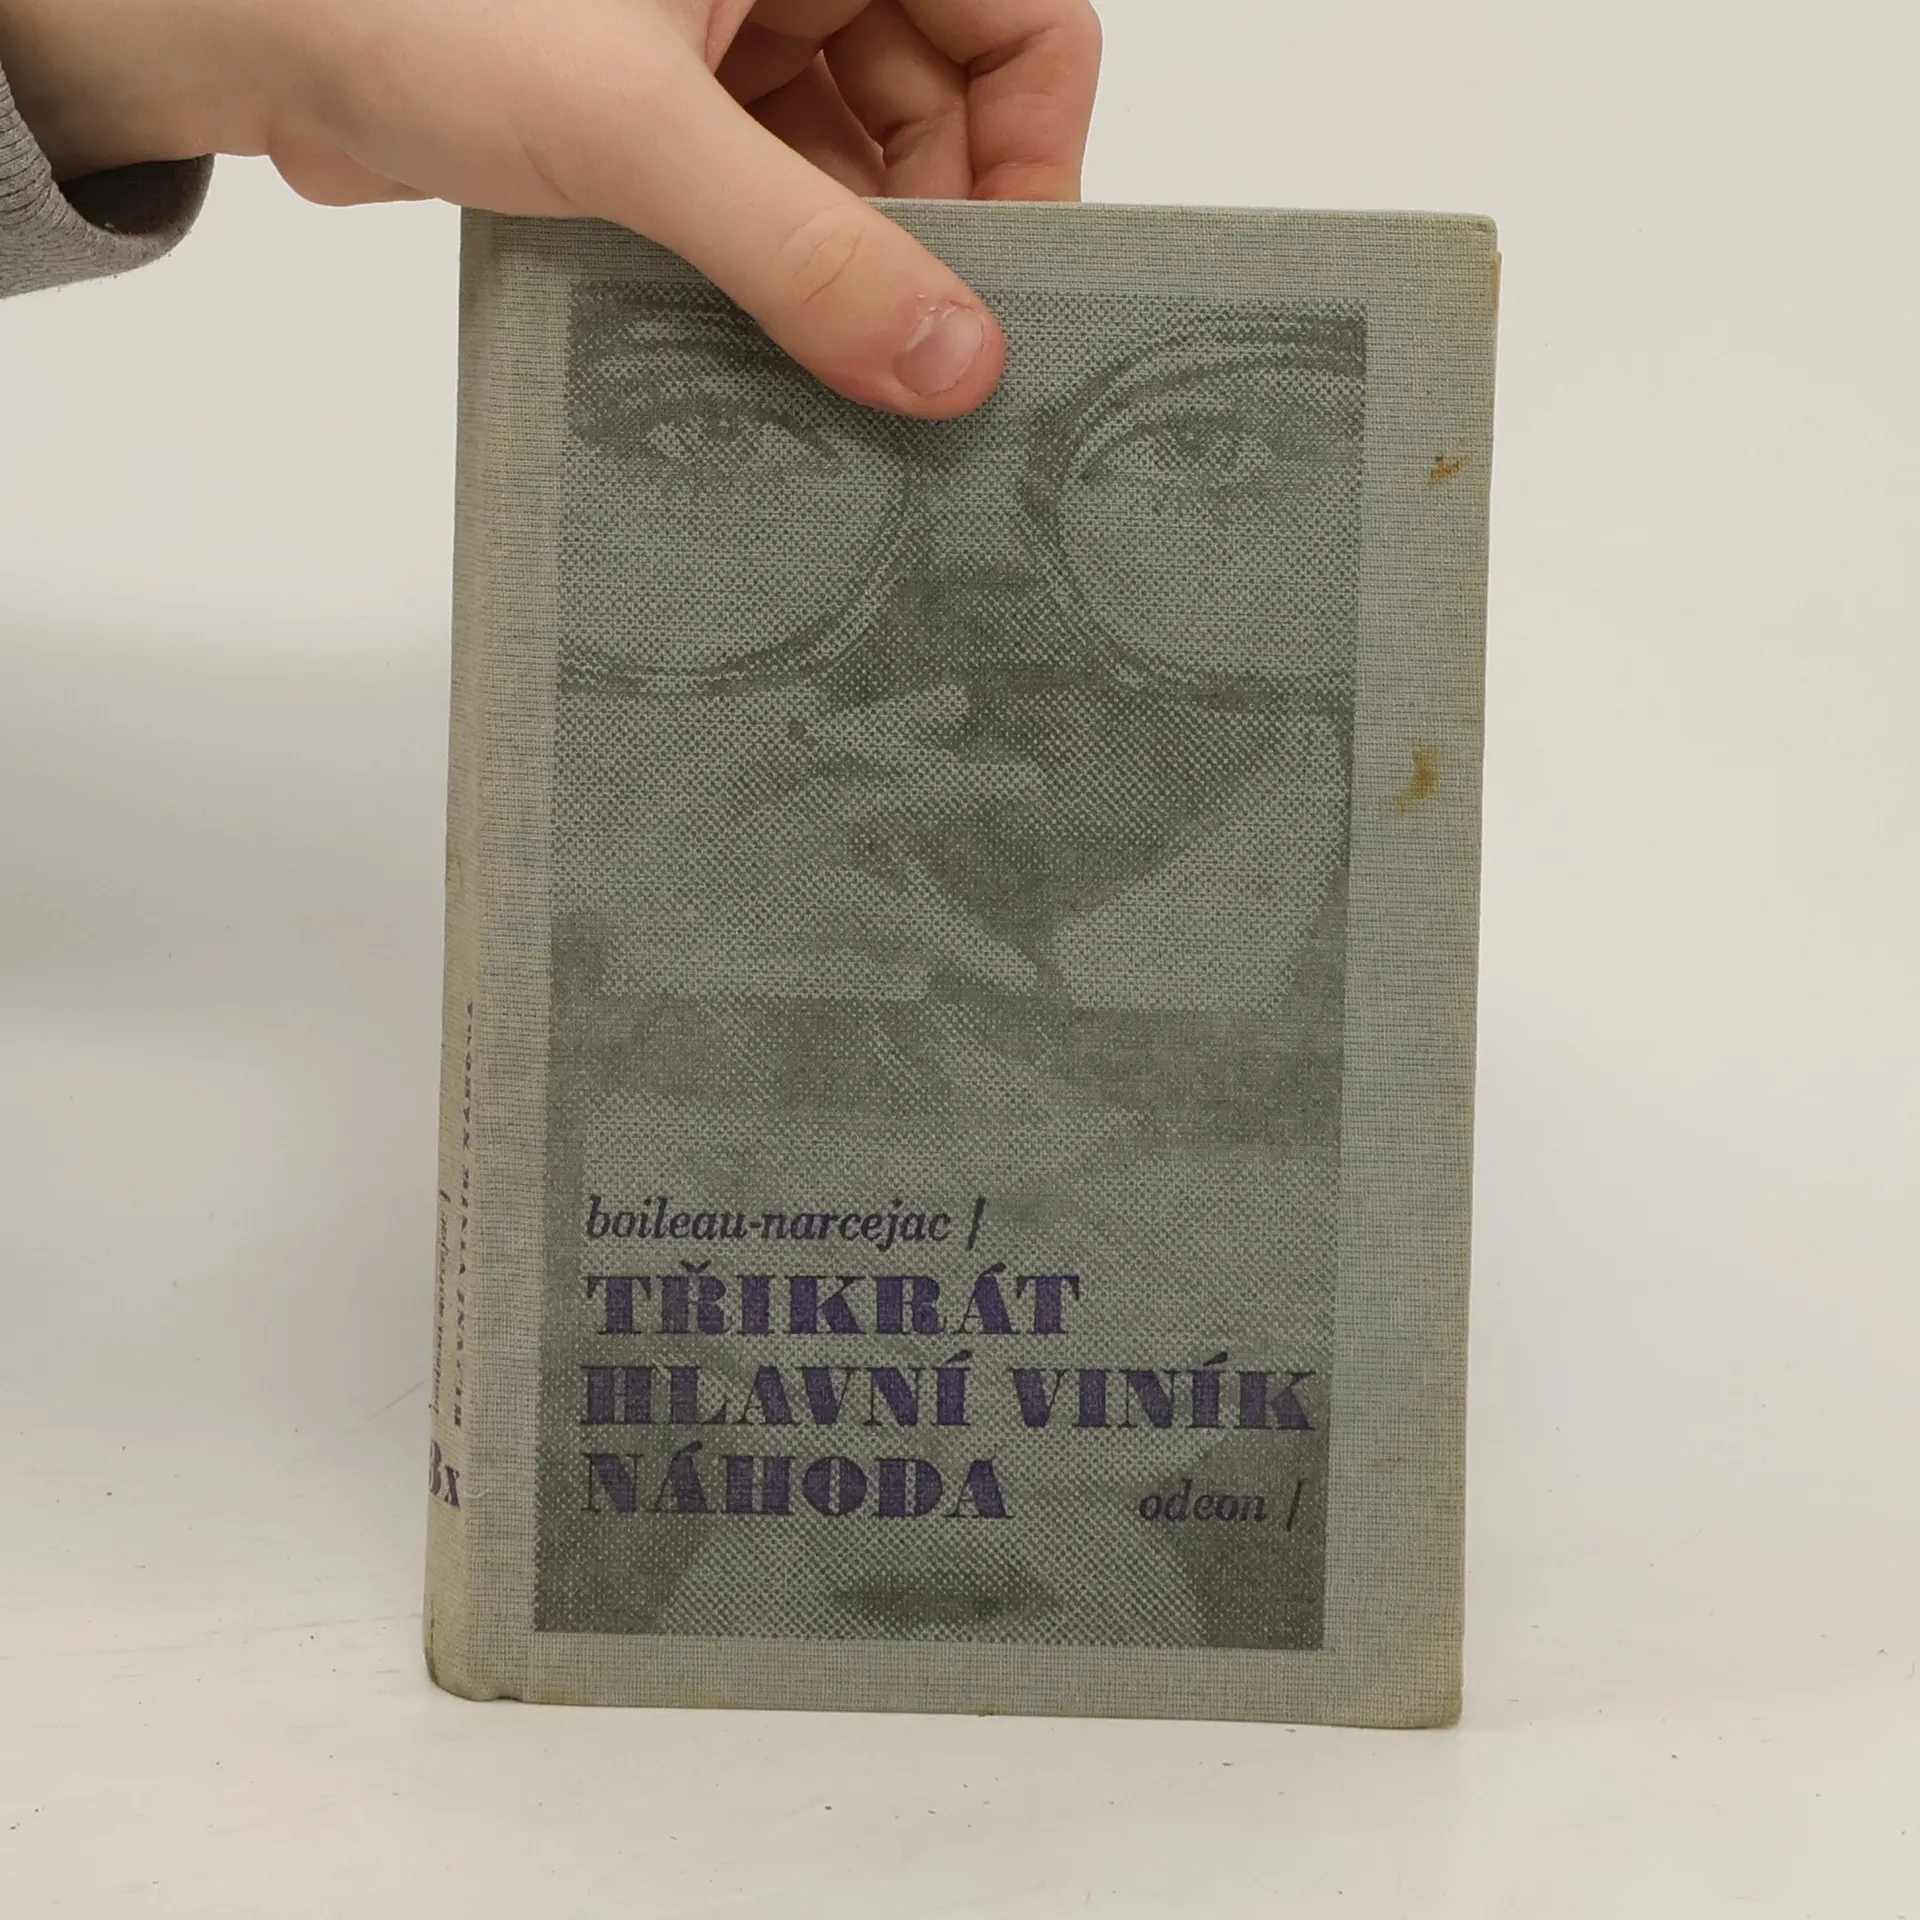 boileau-narcejac /
TŘIKRÁT
HLAVNÍ VINÍK
NÁHODA
odeon /
3x